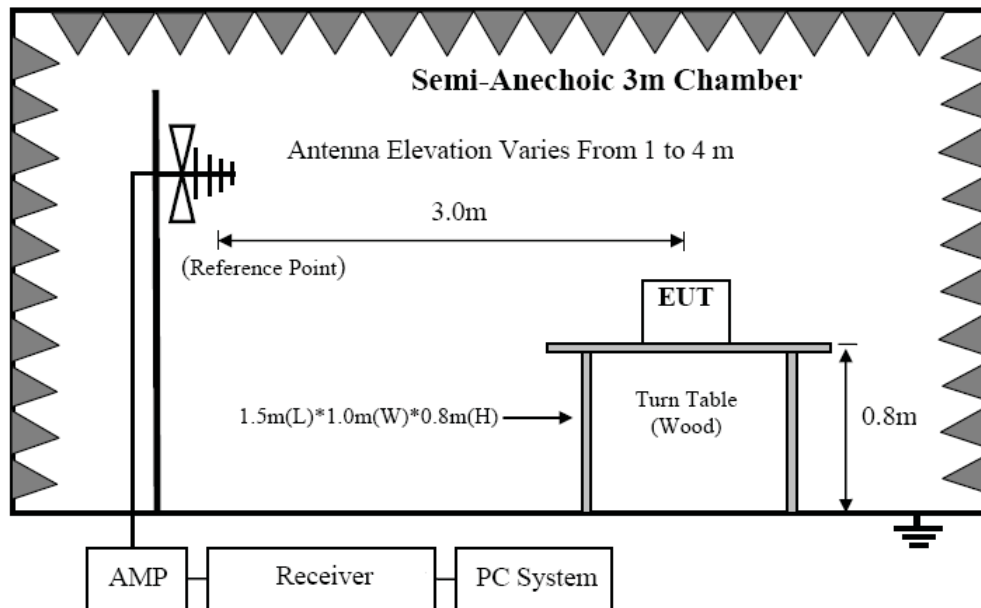 Semi-Anechoic 3m Chamber
Antenna Elevation Varies From 1 to 4 m
3.0m
(Reference Point)
EUT
1.5m(L)*1.0m(W)*0.8m(H)
Turn Table
(Wood)
0.8m
AMP
Receiver
PC System